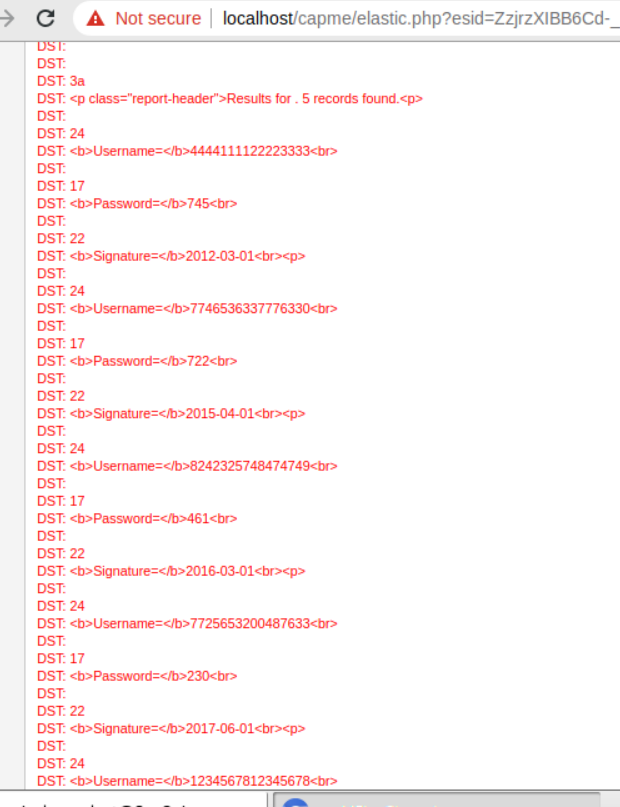 Not secure | localhost/capme/elastic.php?esid=ZzjrzXIBB6Cd-_
DST:
DST:
DST: 3a
DST: <p class="report-header">Results for . 5 records found.<p>
DST:
DST: 24
DST: <b>Username=</b>4444111122223333<br>
DST:
DST: 17
DST: <b>Password=</b>745<br>
DST:
DST: 22
DST: <b>Signature=</b>2012-03-01<br><p>
DST:
DST: 24
DST: <b>Username=</b>7746536337776330<br>
DST:
DST: 17
DST: <b>Password=</b>722<br>
DST:
DST: 22
DST: <b>Signature=</b>2015-04-01<br><p>
DST:
DST: 24
DST: <b>Username=</b>8242325748474749<br>
DST:
DST: 17
DST: <b>Password=</b>461<br>
DST:
DST: 22
DST: <b>Signature=</b>2016-03-01<br><p>
DST:
DST: 24
DST: <b>Username=</b>7725653200487633<br>
DST:
DST: 17
DST: <b>Password=</b>230<br>
DST:
DST: 22
DST: <b>Signature=</b>2017-06-01<br><p>
DST:
DST: 24
DST: <b>Username=</b>1234567812345678<br>